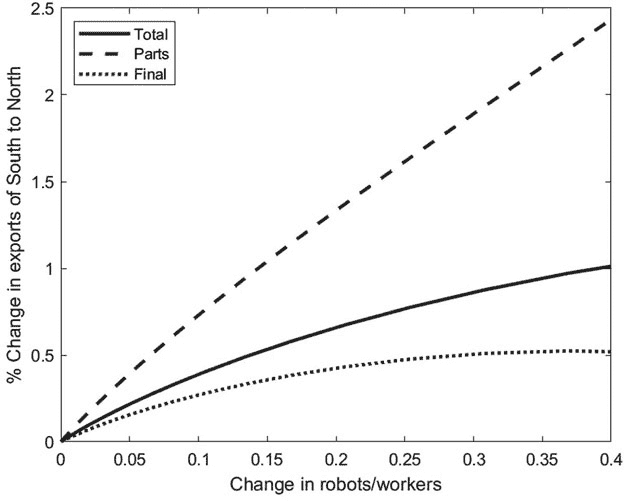 2.5
2
1.5
1
0.5
0
% Change in exports of South to North
Total
Parts
Final
0 0.05 0.1 0.15 0.2 0.25 0.3 0.35 0.4
Change in robots/workers